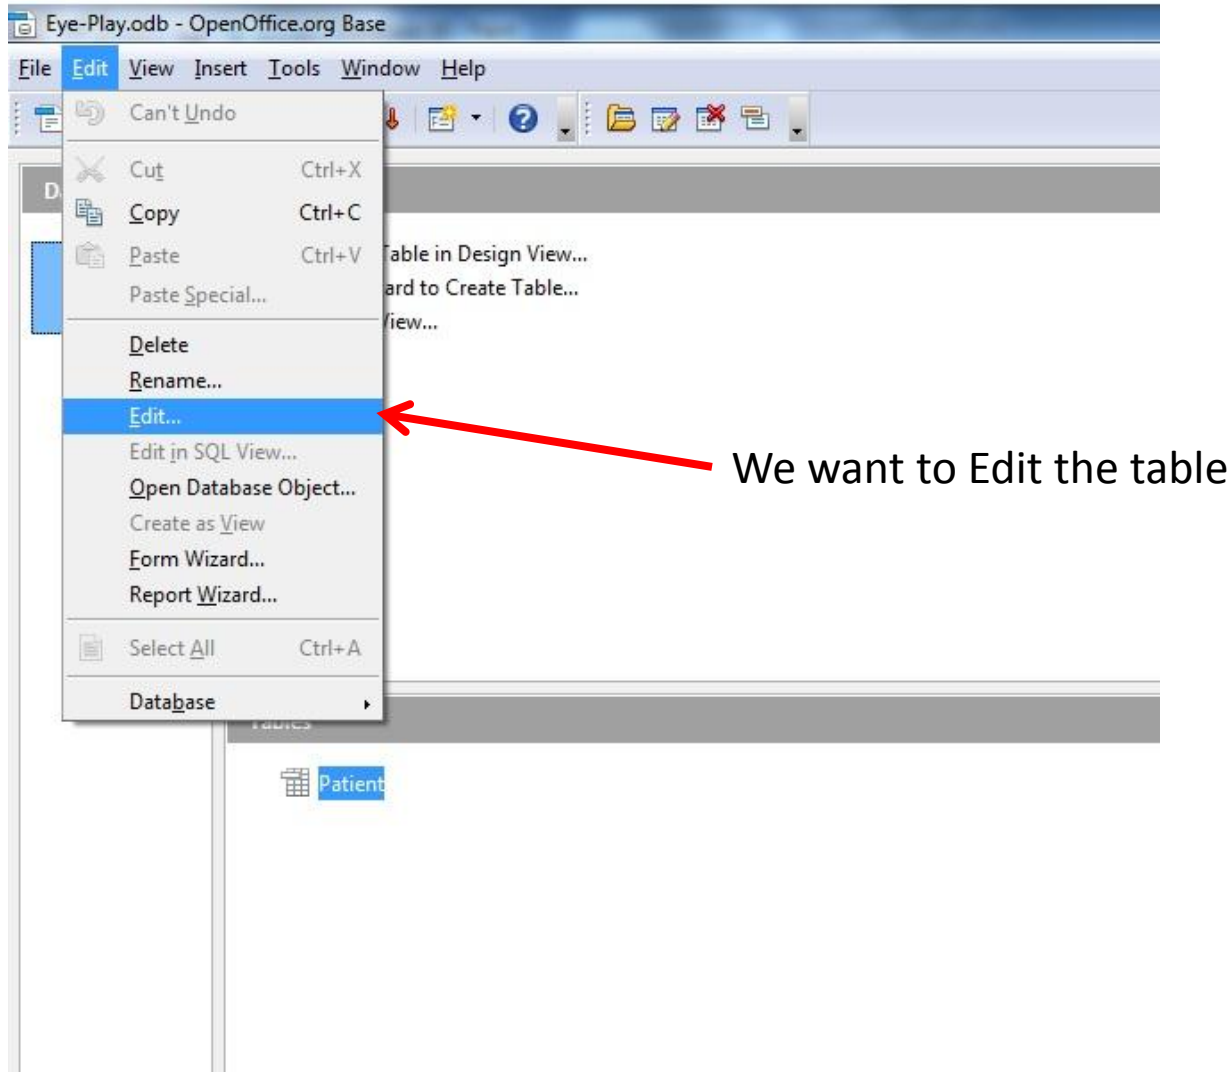 Eye-Play.odb - OpenOffice.org Base
File Edit View Insert Tools Window Help
Can't Undo
Cut Ctrl+X
Copy Ctrl+C
Paste Ctrl+V
Paste Special...
Delete
Rename...
Edit...
Edit in SQL View...
Open Database Object...
Create as View
Form Wizard...
Report Wizard...
Select All Ctrl+A
Database
Table in Design View...
ard to Create Table...
View...
We want to Edit the table
Tables
Patient